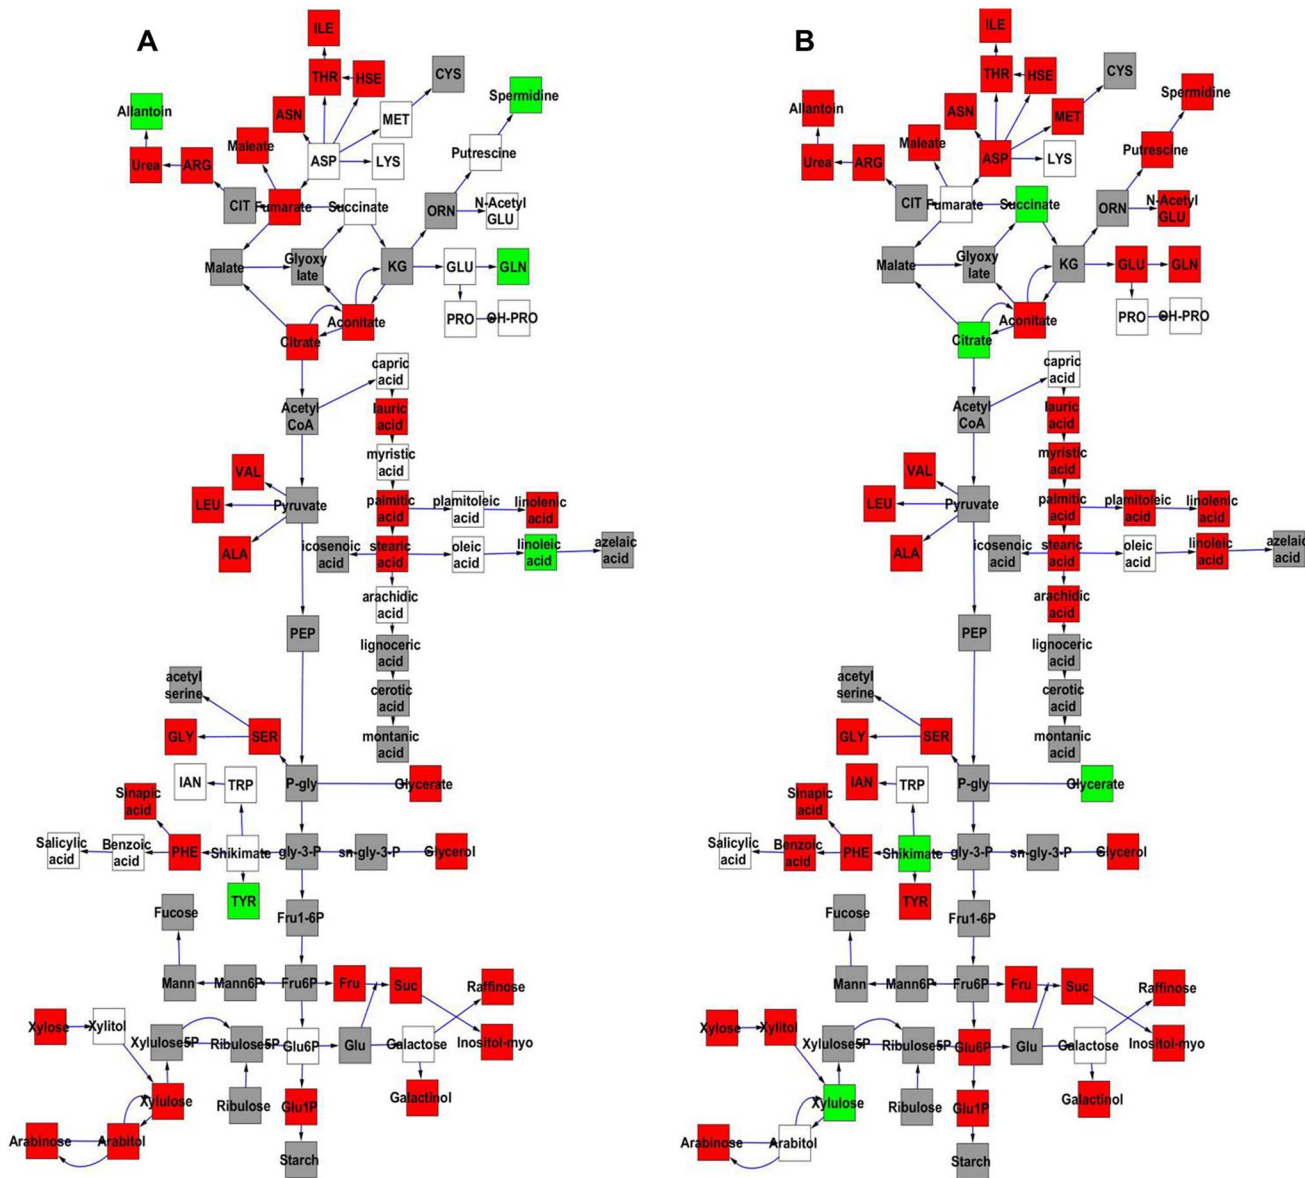 A
ILE
THR
HSE
CYS
Allantoin
ASN
MET
Spermidine
Urea
ARG
Maleate
ASP
LYS
Putrescine
CIT
Fumarate
Succinate
ORN
N-Acetyl
GLU
Malate
Glyoxy
late
KG
GLU
GLN
Citrate
Aconitate
PRO
OH-PRO
capric
acid
Acetyl
CoA
lauric
acid
myristic
acid
VAL
LEU
ALA
Pyruvate
palmitic
acid
plamitoleic
acid
linolenic
acid
icosenoic
acid
stearic
acid
oleic
acid
linoleic
acid
azelaic
acid
arachidic
acid
PEP
lignoceric
acid
cerotic
acid
montanic
acid
acetyl
serine
GLY
SER
IAN
TRP
P-gly
Glycerate
Sinapic
acid
Salicylic
acid
Benzoic
acid
PHE
Shikimate
gly-3-P
sn-gly-3-P
Glycerol
TYR
Fucose
Fru1-6P
Mann
Mann6P
Fru6P
Fru
Suc
Raffinose
Xylose
Xylitol
Xylulose5P
Ribulose5P
Glu6P
Glu
Galactose
Inositol-myo
Xylulose
Ribulose
Glu1P
Galactinol
Arabinose
Arabitol
Starch
B
ILE
THR
HSE
CYS
Allantoin
ASN
MET
Spermidine
Urea
ARG
Maleate
ASP
LYS
Putrescine
CIT
Fumarate
Succinate
ORN
N-Acetyl
GLU
Malate
Glyoxy
late
KG
GLU
GLN
Citrate
Aconitate
PRO
OH-PRO
capric
acid
Acetyl
CoA
lauric
acid
myristic
acid
VAL
LEU
ALA
Pyruvate
palmitic
acid
plamitoleic
acid
linolenic
acid
icosenoic
acid
stearic
acid
oleic
acid
linoleic
acid
azelaic
acid
arachidic
acid
PEP
lignoceric
acid
cerotic
acid
montanic
acid
acetyl
serine
GLY
SER
IAN
TRP
P-gly
Glycerate
Sinapic
acid
Salicylic
acid
Benzoic
acid
PHE
Shikimate
gly-3-P
sn-gly-3-P
Glycerol
TYR
Fucose
Fru1-6P
Mann
Mann6P
Fru6P
Fru
Suc
Raffinose
Xylose
Xylitol
Xylulose5P
Ribulose5P
Glu6P
Glu
Galactose
Inositol-myo
Xylulose
Ribulose
Glu1P
Galactinol
Arabinose
Arabitol
Starch